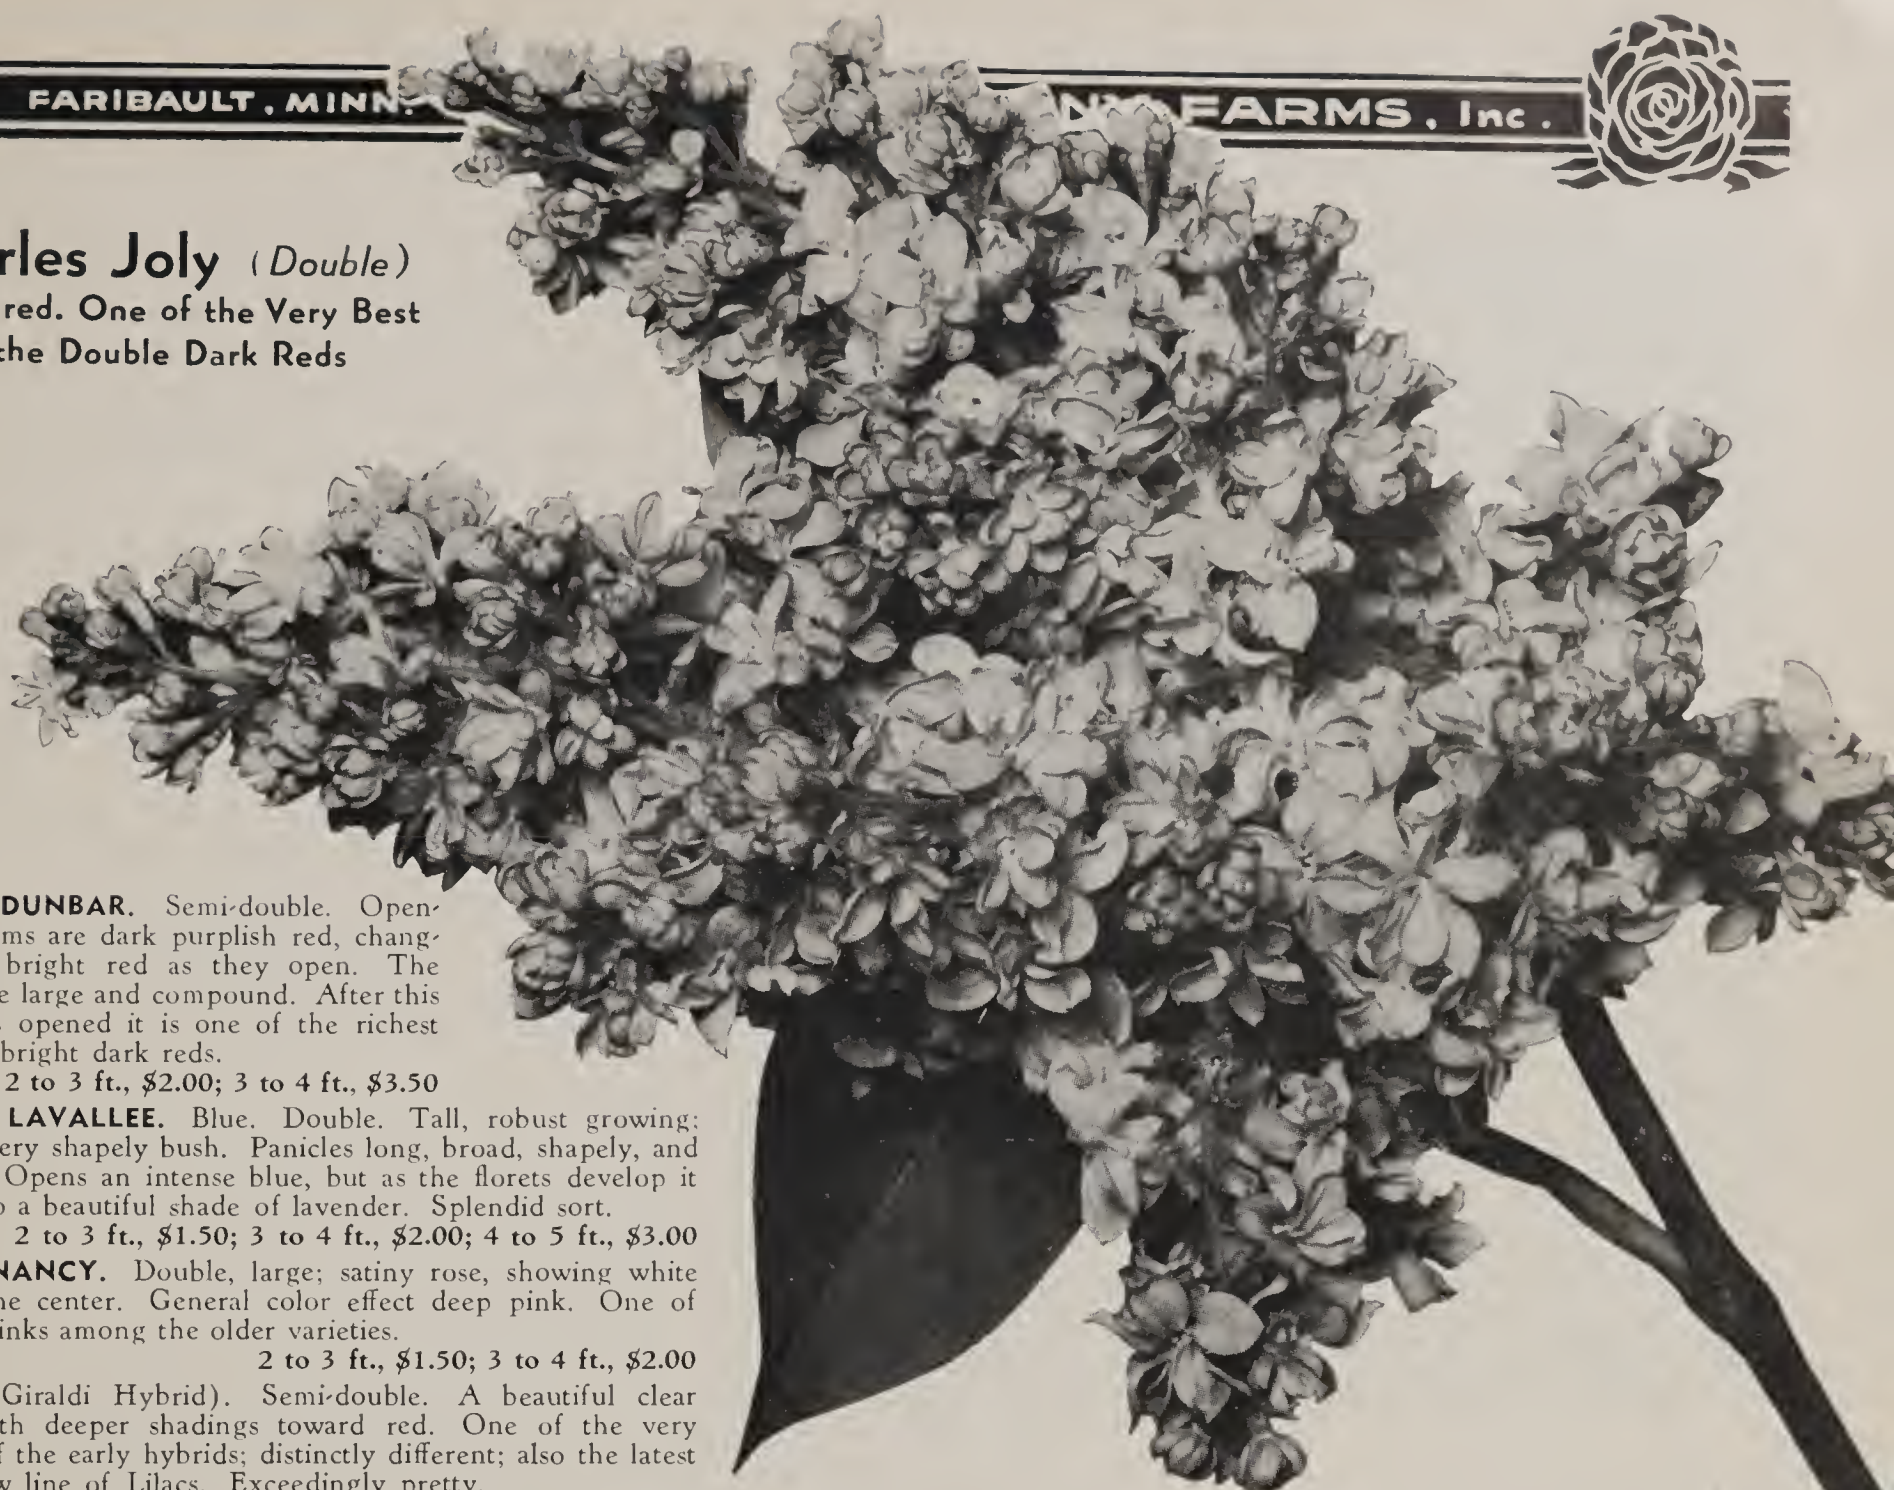 FARIBAULT, MINN.
FARMS, Inc.
rles Joly (Double)
red. One of the Very Best
the Double Dark Reds
DUNBAR. Semi-double. Open-
ms are dark purplish red, chang-
bright red as they open. The
e large and compound. After this
opened it is one of the richest
bright dark reds.
2 to 3 ft., $2.00; 3 to 4 ft., $3.50
LAVALLEE. Blue. Double. Tall, robust growing;
ery shapely bush. Panicles long, broad, shapely, and
Opens an intense blue, but as the florets develop it
o a beautiful shade of lavender. Splendid sort.
2 to 3 ft., $1.50; 3 to 4 ft., $2.00; 4 to 5 ft., $3.00
NANCY. Double, large; satiny rose, showing white
he center. General color effect deep pink. One of
inks among the older varieties.
2 to 3 ft., $1.50; 3 to 4 ft., $2.00
Giraldi Hybrid). Semi-double. A beautiful clear
th deeper shadings toward red. One of the very
f the early hybrids; distinctly different; also the latest
w line of Lilacs. Exceedingly pretty.